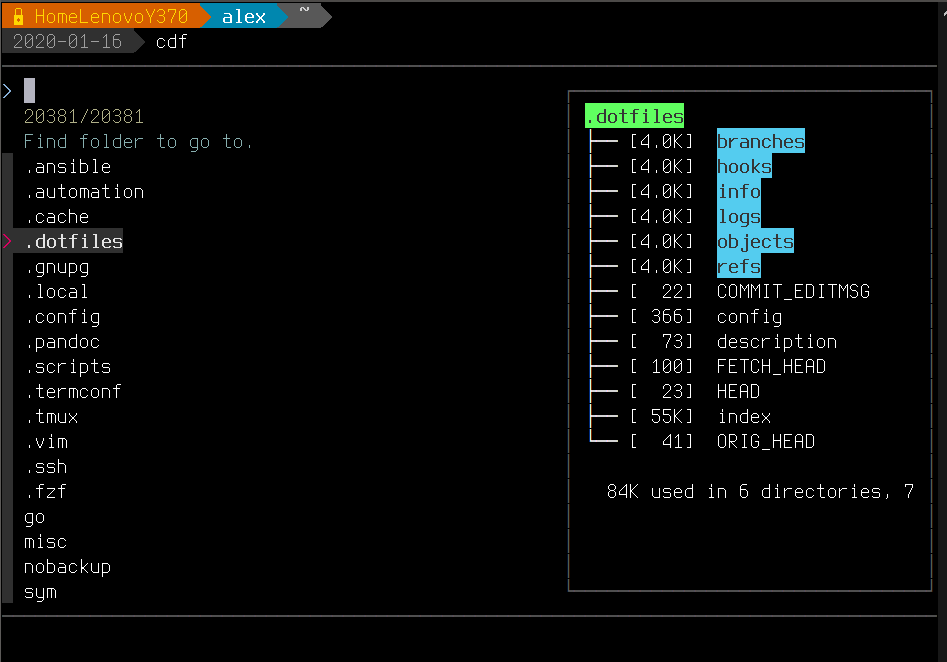 HomeLenovoY370 alex ~
2020-01-16 cdf
>
20381/20381
Find folder to go to.
.ansible
.automation
.cache
> .dotfiles
.gnupg
.local
.config
.pandoc
.scripts
.termconf
.tmux
.vim
.ssh
.fzf
go
misc
nobackup
sym
.dotfiles
├── [4.0K] branches
├── [4.0K] hooks
├── [4.0K] info
├── [4.0K] logs
├── [4.0K] objects
├── [4.0K] refs
├── [  22] COMMIT_EDITMSG
├── [ 366] config
├── [  73] description
├── [ 100] FETCH_HEAD
├── [  23] HEAD
├── [ 55K] index
└── [  41] ORIG_HEAD
84K used in 6 directories, 7